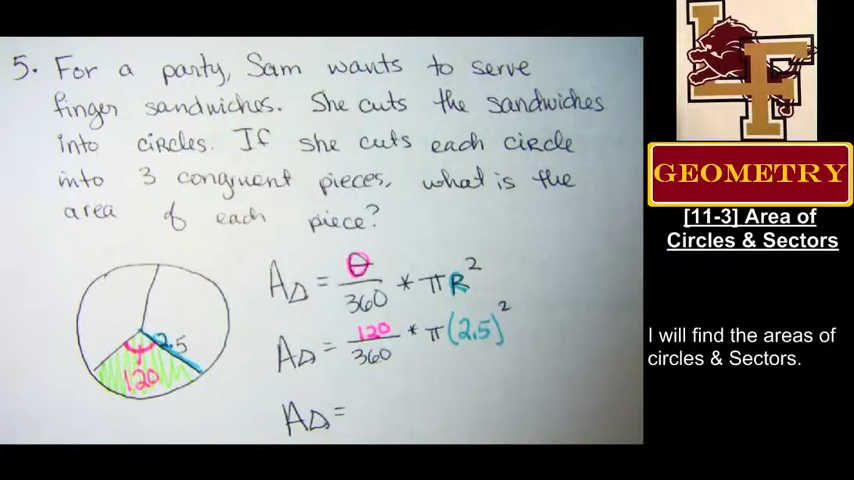 5. For a party, Sam wants to serve
finger sandwiches. She cuts the sandwiches
into circles. If she cuts each circle
into 3 congruent pieces, what is the
area of each piece?
A△ = θ/360 * πR²
A△ = 120/360 * π(2.5)²
A△ =
2.5
120
LF
GEOMETRY
[11-3] Area of
Circles & Sectors
I will find the areas of
circles & Sectors.